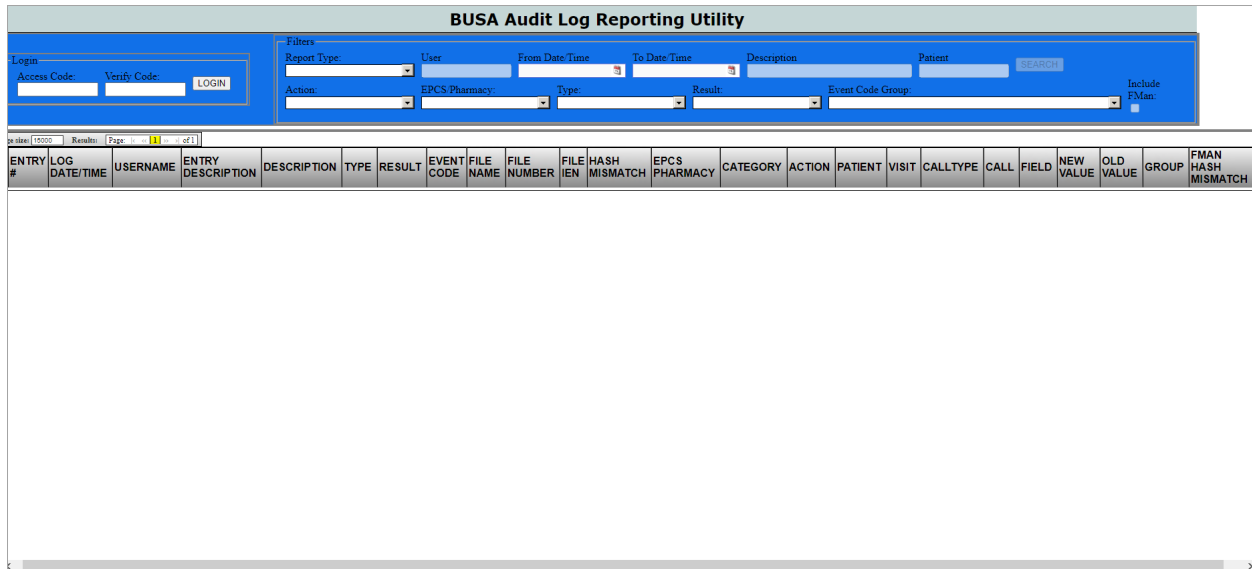 BUSA Audit Log Reporting Utility
Login
Access Code: Verify Code: LOGIN
Filters
Report Type: User From Date/Time To Date/Time Description Patient SEARCH
Action: EPCS/Pharmacy: Type: Result: Event Code Group: Include FMan:
ge size: 15000 Results: Page: 1 of 1
ENTRY # LOG DATE/TIME USERNAME ENTRY DESCRIPTION DESCRIPTION TYPE RESULT EVENT CODE FILE NAME FILE NUMBER FILE IEN HASH MISMATCH EPCS PHARMACY CATEGORY ACTION PATIENT VISIT CALLTYPE CALL FIELD NEW VALUE OLD VALUE GROUP FMAN HASH MISMATCH